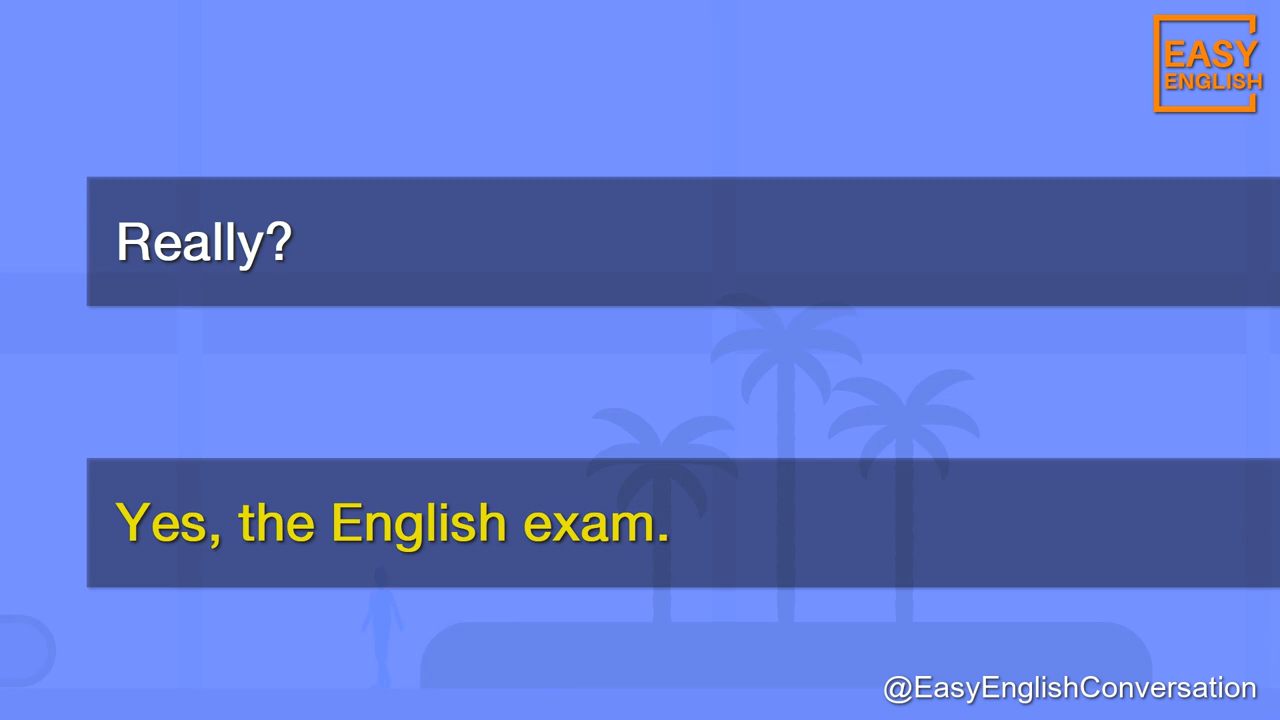 EASY
ENGLISH
Really?
Yes, the English exam.
@EasyEnglishConversation